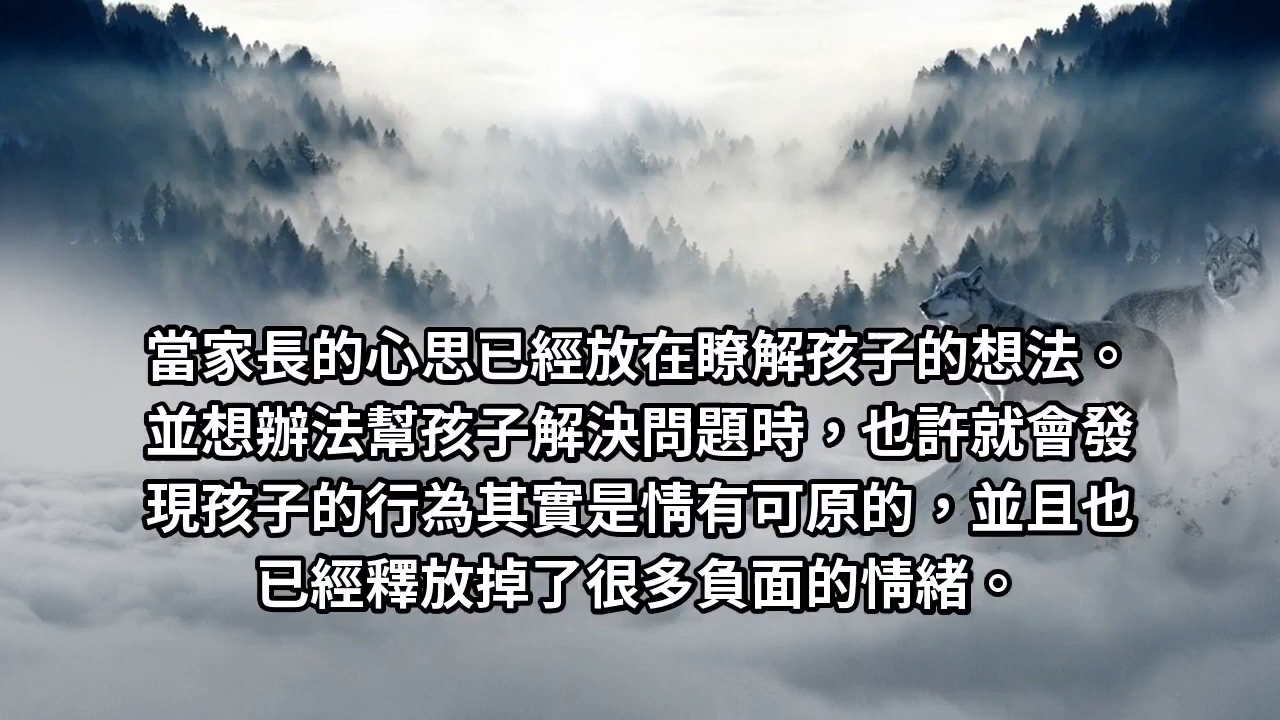 當家長的心思已經放在瞭解孩子的想法。
並想辦法幫孩子解決問題時，也許就會發
現孩子的行為其實是情有可原的，並且也
已經釋放掉了很多負面的情緒。